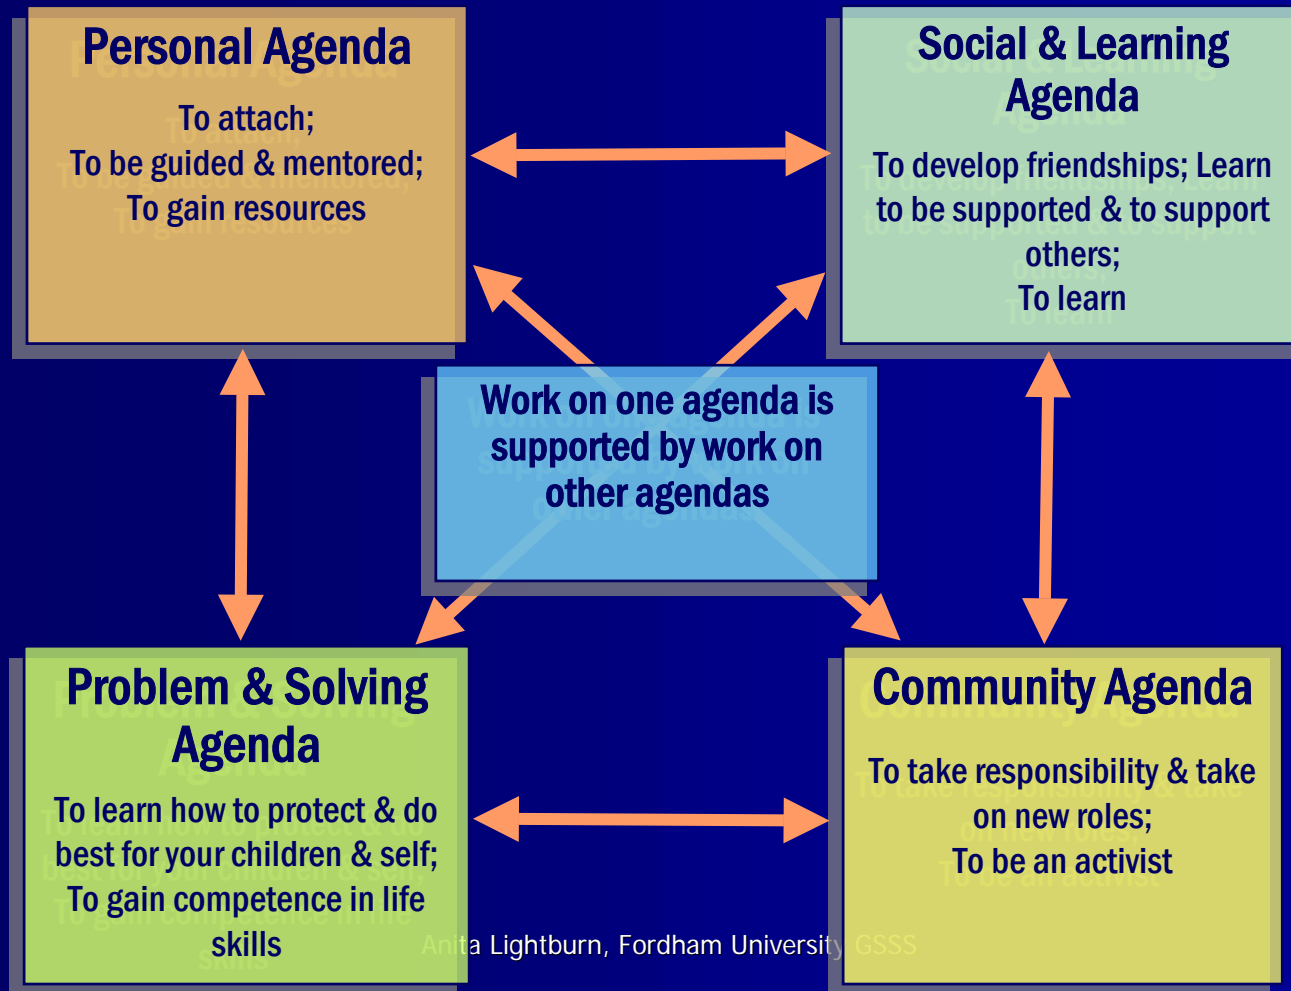 Personal Agenda
To attach;
To be guided & mentored;
To gain resources
Social & Learning
Agenda
To develop friendships; Learn
to be supported & to support
others;
To learn
Work on one agenda is
supported by work on
other agendas
Problem & Solving
Agenda
To learn how to protect & do
best for your children & self;
To gain competence in life
skills
Community Agenda
To take responsibility & take
on new roles;
To be an activist
Anita Lightburn, Fordham University GSSS